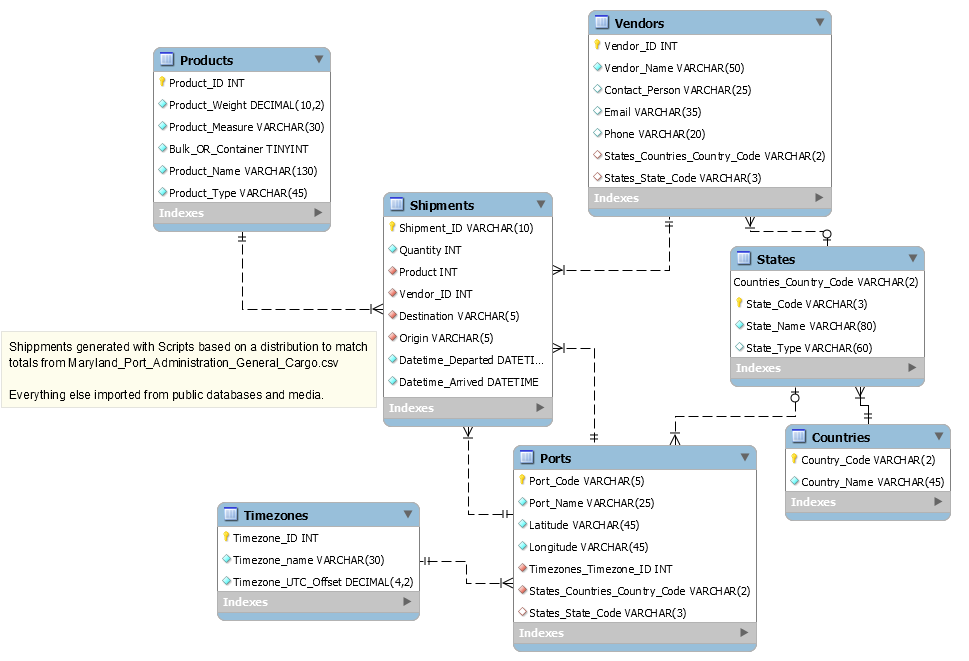 Vendors
Vendor_ID INT
Vendor_Name VARCHAR(50)
Contact_Person VARCHAR(25)
Email VARCHAR(35)
Phone VARCHAR(20)
States_Countries_Country_Code VARCHAR(2)
States_State_Code VARCHAR(3)
Indexes
Products
Product_ID INT
Product_Weight DECIMAL(10,2)
Product_Measure VARCHAR(30)
Bulk_OR_Container TINYINT
Product_Name VARCHAR(130)
Product_Type VARCHAR(45)
Indexes
Shipments
Shipment_ID VARCHAR(10)
Quantity INT
Product INT
Vendor_ID INT
Destination VARCHAR(5)
Origin VARCHAR(5)
Datetime_Departed DATETI...
Datetime_Arrived DATETIME
Indexes
States
Countries_Country_Code VARCHAR(2)
State_Code VARCHAR(3)
State_Name VARCHAR(80)
State_Type VARCHAR(60)
Indexes
Shippments generated with Scripts based on a distribution to match
totals from Maryland_Port_Administration_General_Cargo.csv
Everything else imported from public databases and media.
Countries
Country_Code VARCHAR(2)
Country_Name VARCHAR(45)
Indexes
Ports
Port_Code VARCHAR(5)
Port_Name VARCHAR(25)
Latitude VARCHAR(45)
Longitude VARCHAR(45)
Timezones_Timezone_ID INT
States_Countries_Country_Code VARCHAR(2)
States_State_Code VARCHAR(3)
Indexes
Timezones
Timezone_ID INT
Timezone_name VARCHAR(30)
Timezone_UTC_Offset DECIMAL(4,2)
Indexes